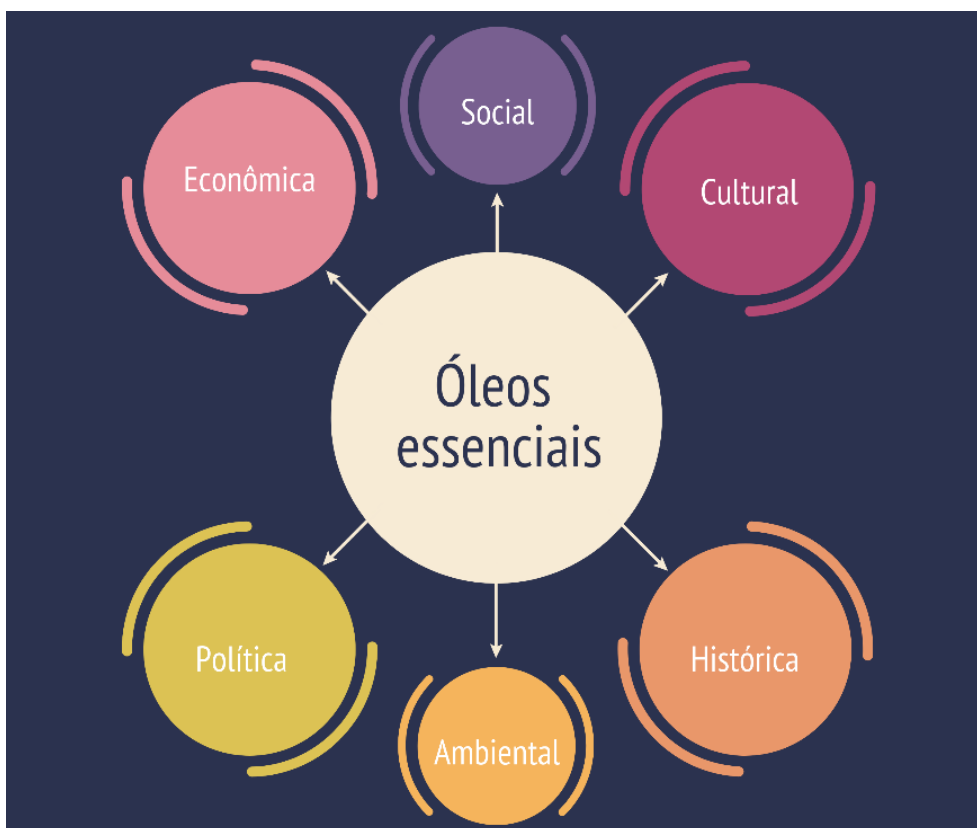 Social
Econômica
Cultural
Óleos
essenciais
Política
Histórica
Ambiental